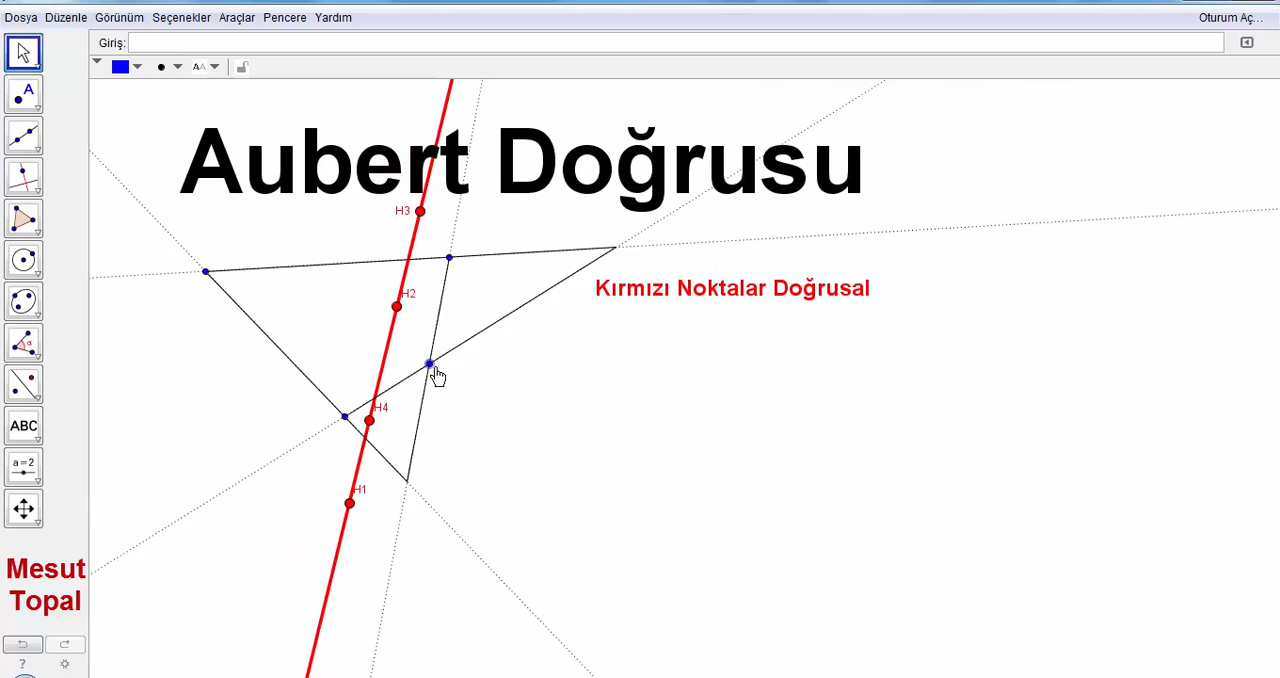 Dosya Düzenle Görünüm Seçenekler Araçlar Pencere Yardım Oturum Aç...
Giriş:
AA
A
Aubert Doğrusu
H3
Kırmızı Noktalar Doğrusal
H2
α
H4
ABC
a=2
H1
Mesut
Topal
?